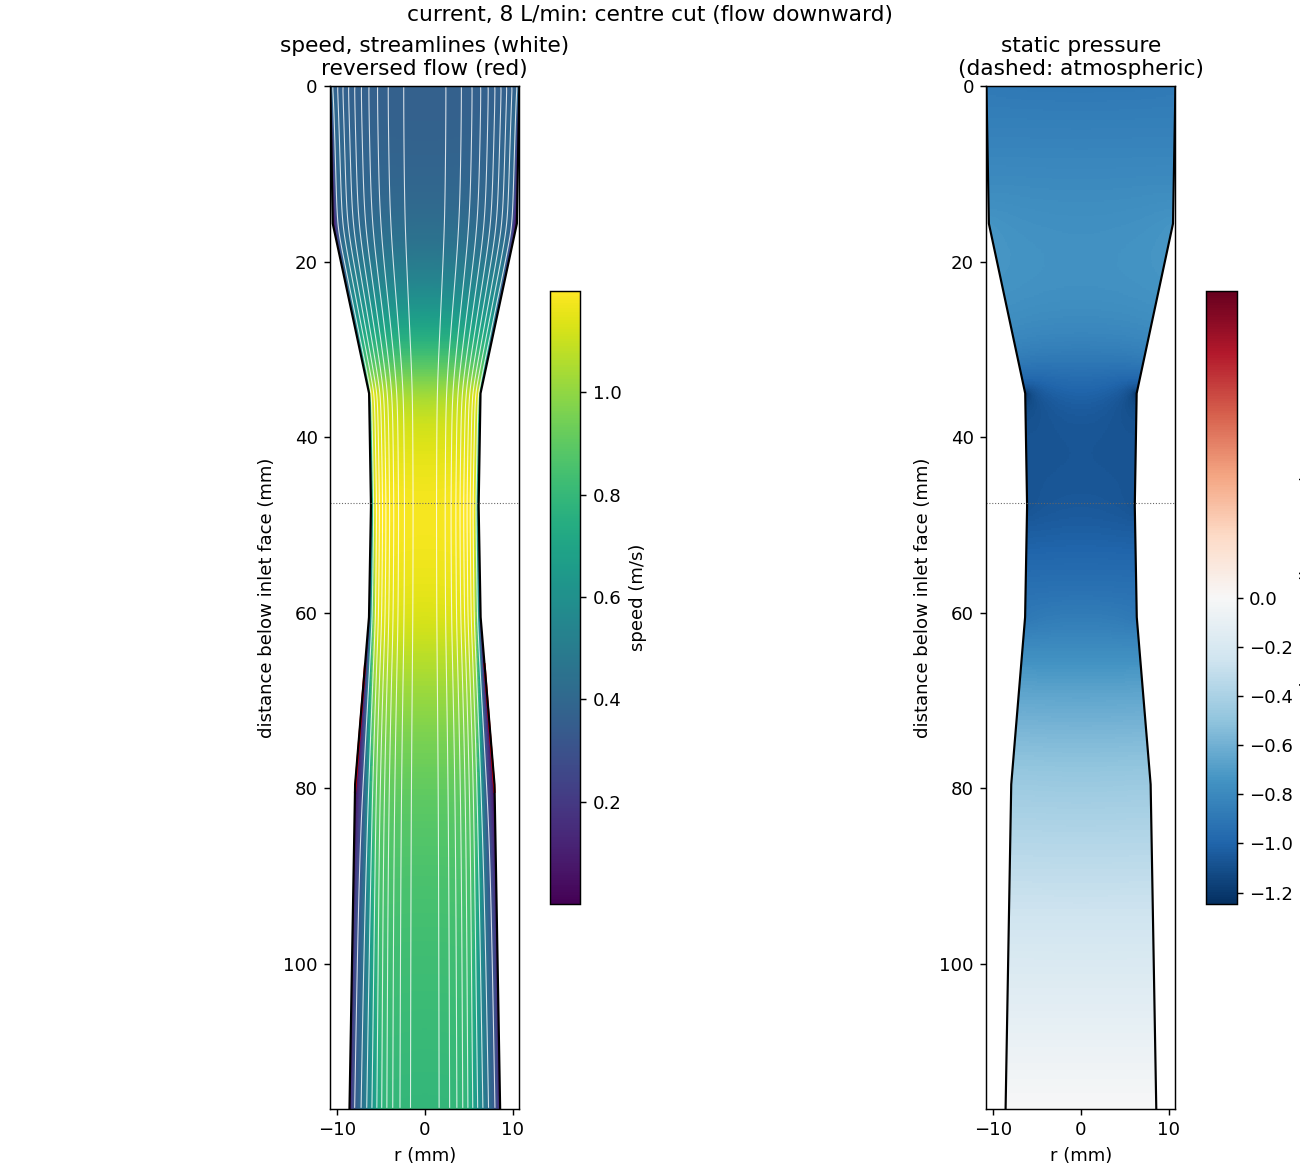 current, 8 L/min: centre cut (flow downward)
speed, streamlines (white)
reversed flow (red)
0
20
40
60
80
100
distance below inlet face (mm)
−10 0 10
r (mm)
1.0
0.8
0.6
0.4
0.2
speed (m/s)
static pressure
(dashed: atmospheric)
0
20
40
60
80
100
distance below inlet face (mm)
−10 0 10
r (mm)
0.0
−0.2
−0.4
−0.6
−0.8
−1.0
−1.2